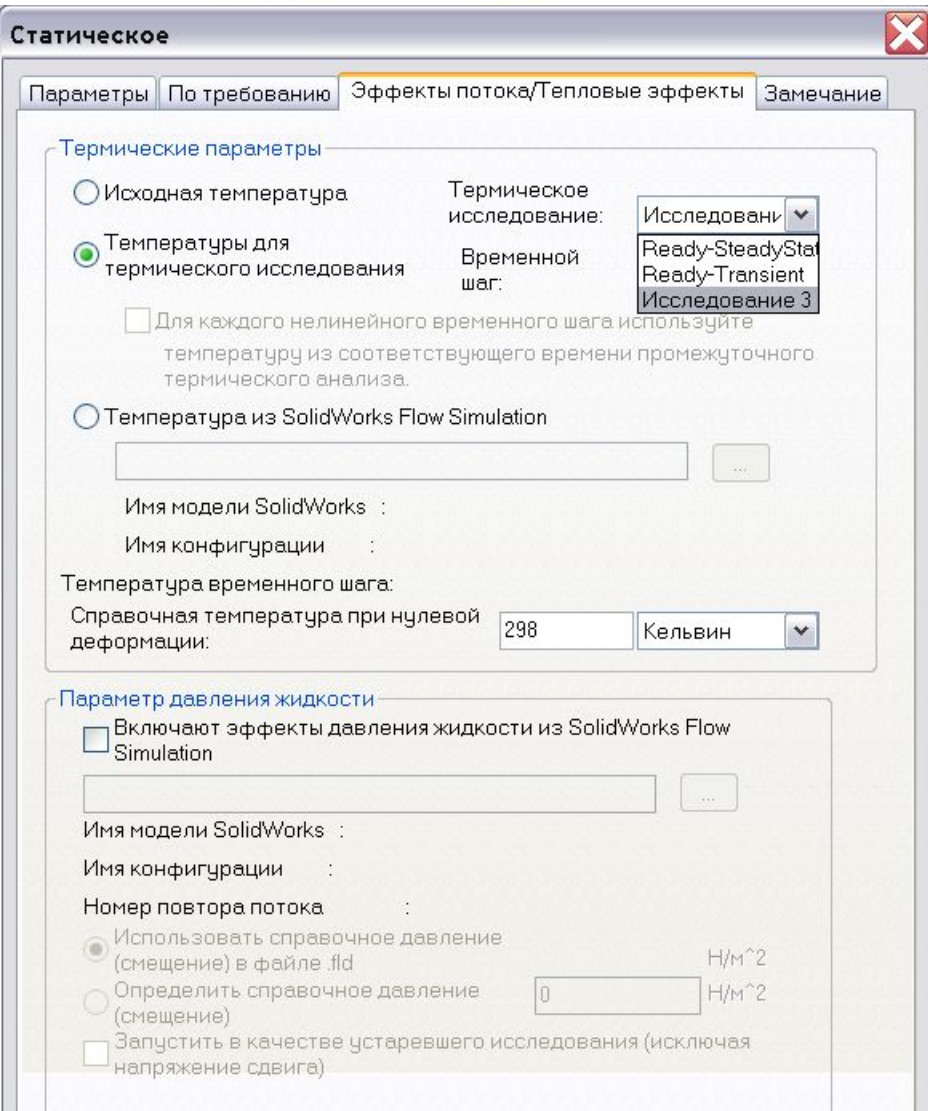 Статическое
Параметры По требованию Эффекты потока/Тепловые эффекты Замечание
Термические параметры
Исходная температура
Термическое
исследование:
Исследовани
Ready-SteadyStat
Ready-Transient
Исследование 3
Температуры для
термического исследования
Временной
шаг:
Для каждого нелинейного временного шага используйте
температуру из соответствующего времени промежуточного
термического анализа.
Температура из SolidWorks Flow Simulation
...
Имя модели SolidWorks :
Имя конфигурации :
Температура временного шага:
Справочная температура при нулевой
деформации:
298 Кельвин
Параметр давления жидкости
Включают эффекты давления жидкости из SolidWorks Flow
Simulation
...
Имя модели SolidWorks :
Имя конфигурации :
Номер повтора потока :
Использовать справочное давление
(смещение) в файле .fld
Н/м^2
Определить справочное давление
(смещение)
0 Н/м^2
Запустить в качестве устаревшего исследования (исключая
напряжение сдвига)